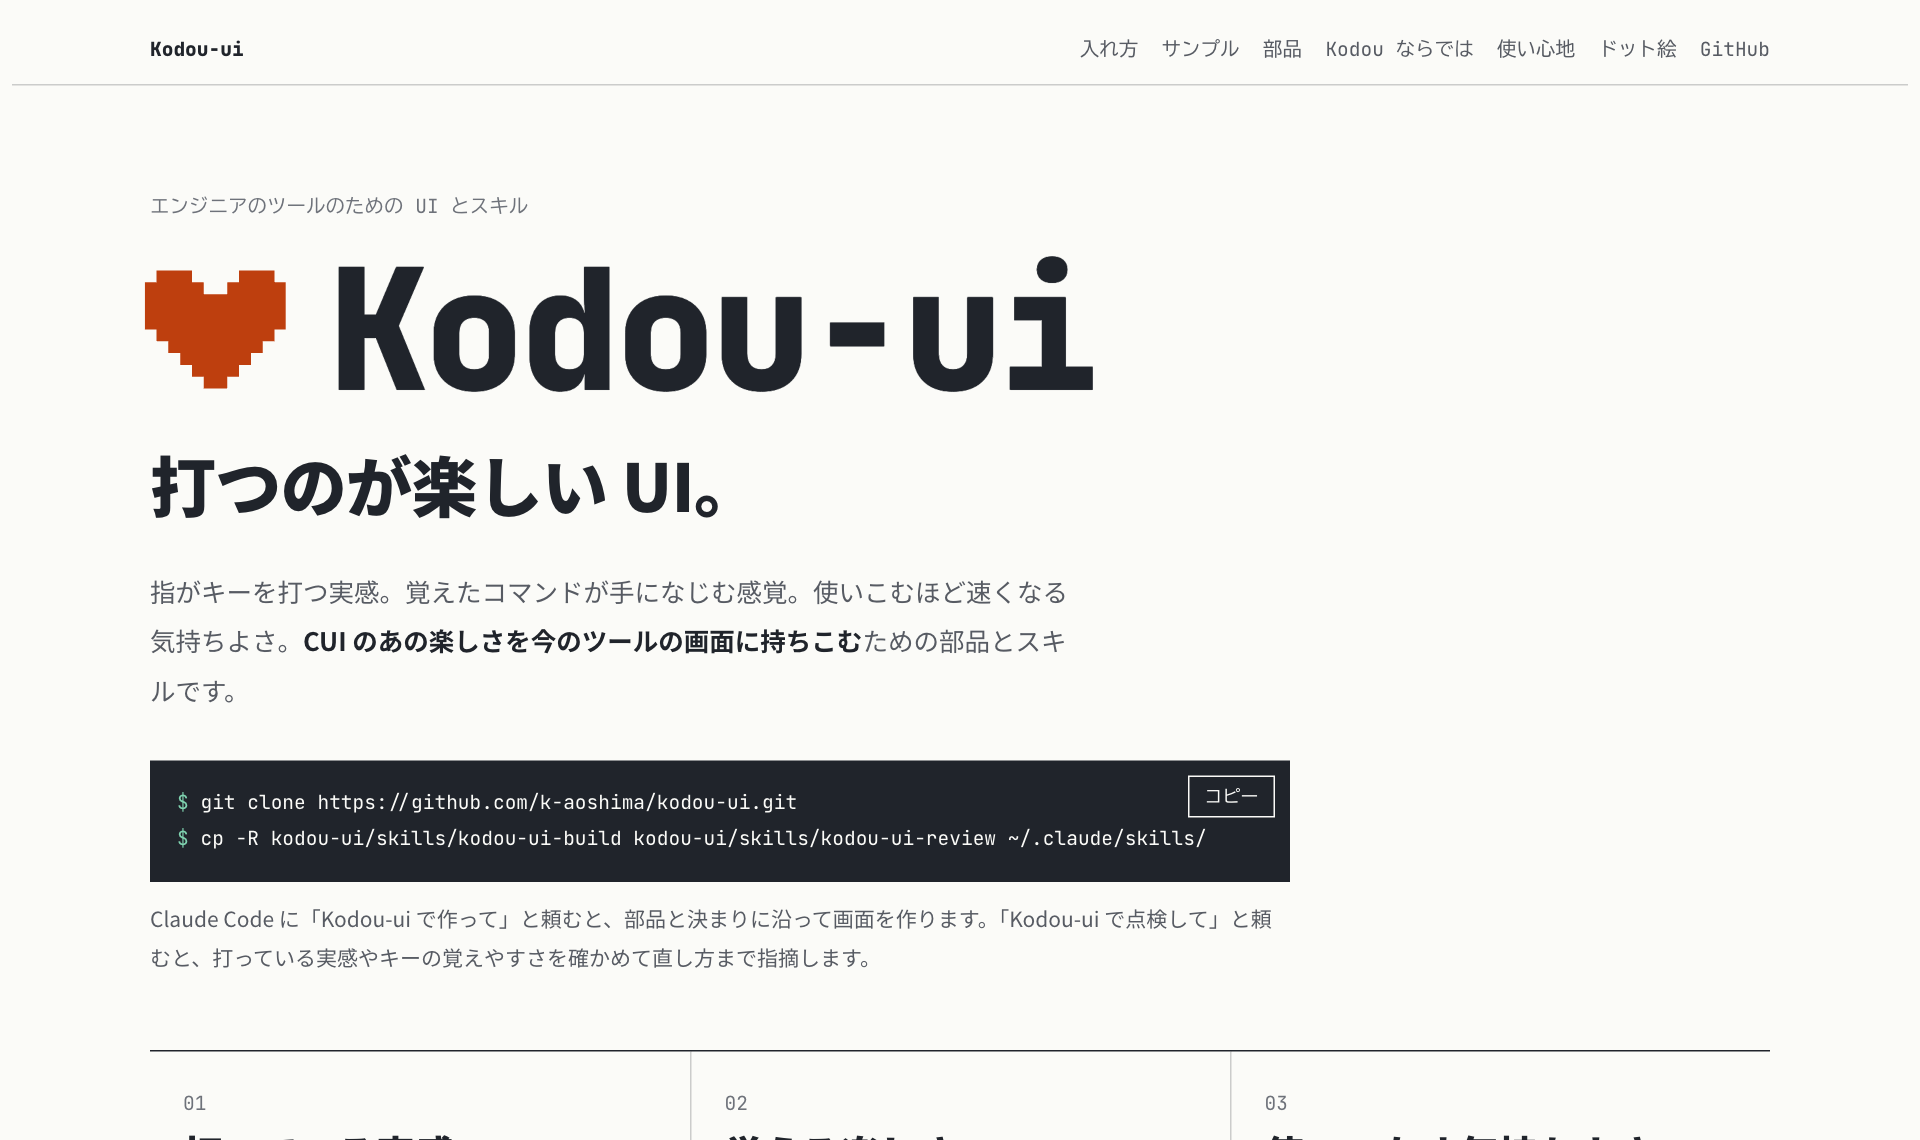 Kodou-ui
入れ方 サンプル 部品 Kodou ならでは 使い心地 ドット絵 GitHub
エンジニアのツールのための UI とスキル
Kodou-ui
打つのが楽しい UI。
指がキーを打つ実感。覚えたコマンドが手になじむ感覚。使いこむほど速くなる
気持ちよさ。CUI のあの楽しさを今のツールの画面に持ちこむための部品とスキ
ルです。
コピー
$ git clone https://github.com/k-aoshima/kodou-ui.git
$ cp -R kodou-ui/skills/kodou-ui-build kodou-ui/skills/kodou-ui-review ~/.claude/skills/
Claude Code に「Kodou-ui で作って」と頼むと、部品と決まりに沿って画面を作ります。「Kodou-ui で点検して」と頼
むと、打っている実感やキーの覚えやすさを確かめて直し方まで指摘します。
01
02
03